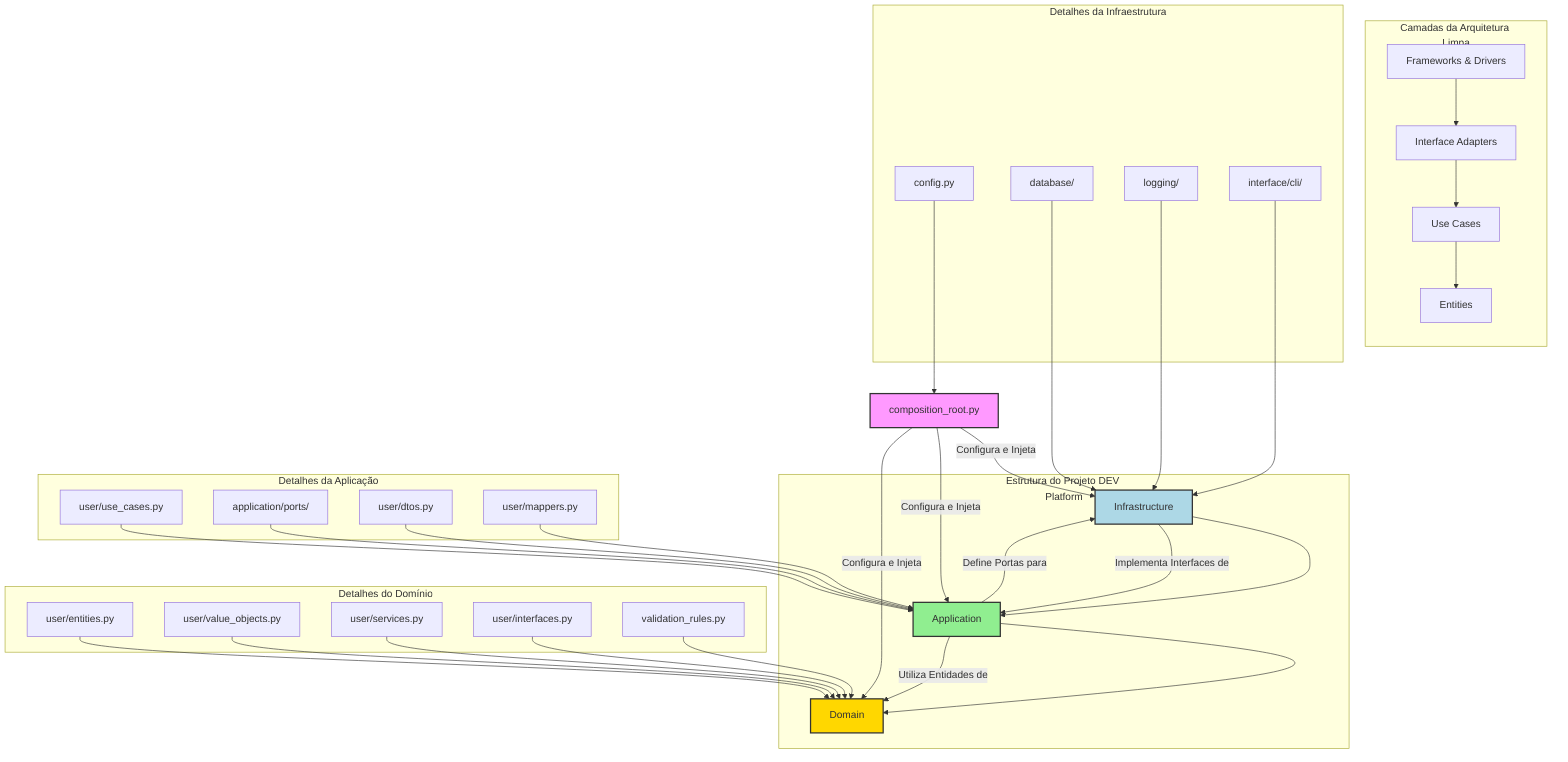 Detalhes da Infraestrutura
config.py
database/
logging/
interface/cli/
Camadas da Arquitetura
Limpa
Frameworks & Drivers
Interface Adapters
Use Cases
Entities
composition_root.py
Configura e Injeta
Configura e Injeta
Configura e Injeta
Detalhes da Aplicação
user/use_cases.py
application/ports/
user/dtos.py
user/mappers.py
Estrutura do Projeto DEV
Platform
Infrastructure
Define Portas para
Implementa Interfaces de
Application
Utiliza Entidades de
Domain
Detalhes do Domínio
user/entities.py
user/value_objects.py
user/services.py
user/interfaces.py
validation_rules.py